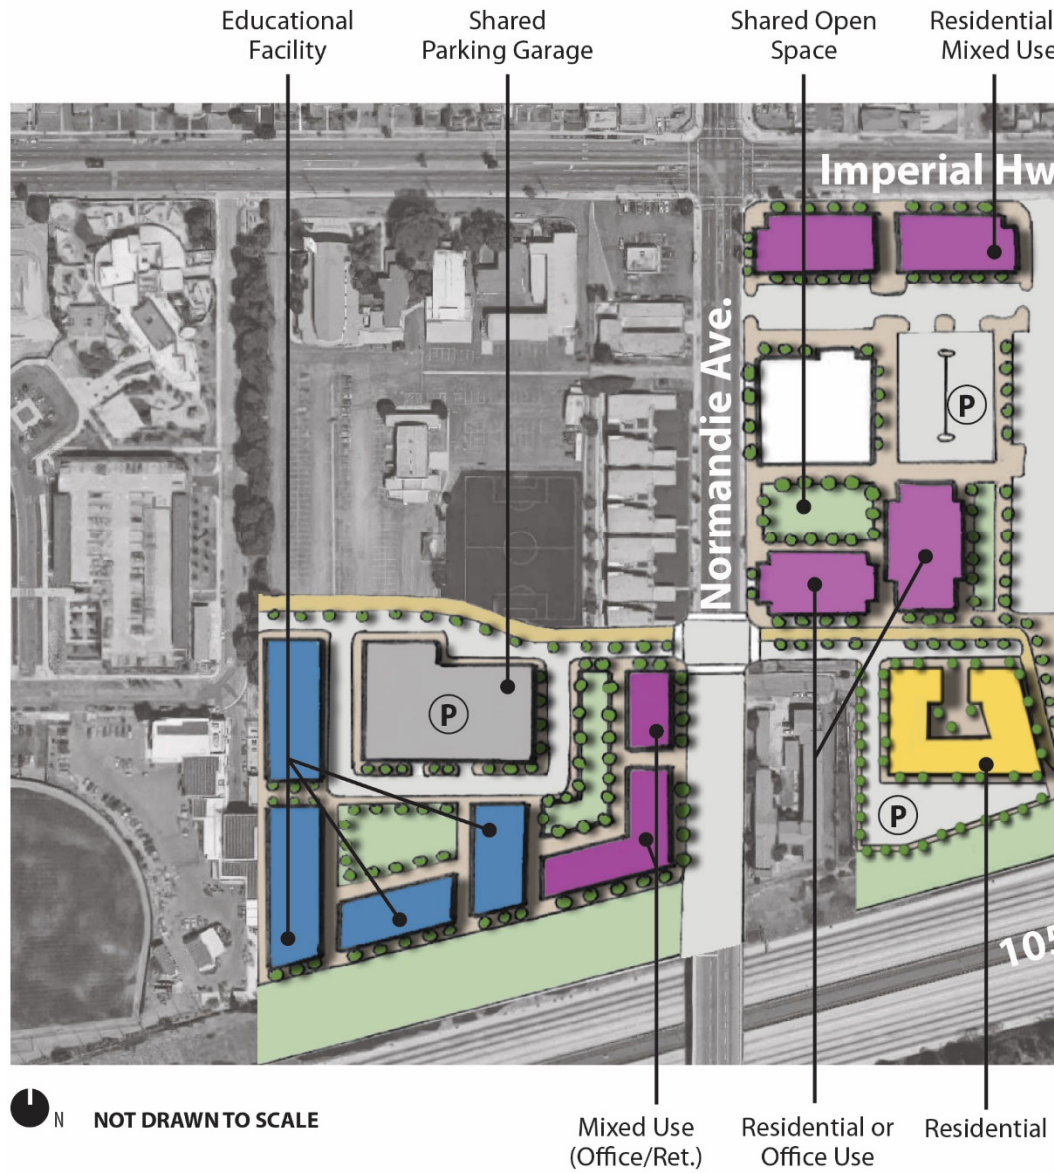 Educational
Facility
Shared
Parking Garage
Shared Open
Space
Residential
Mixed Use
Imperial Hw
Normandie Ave.
P
P
P
105
N
NOT DRAWN TO SCALE
Mixed Use
(Office/Ret.)
Residential or
Office Use
Residential